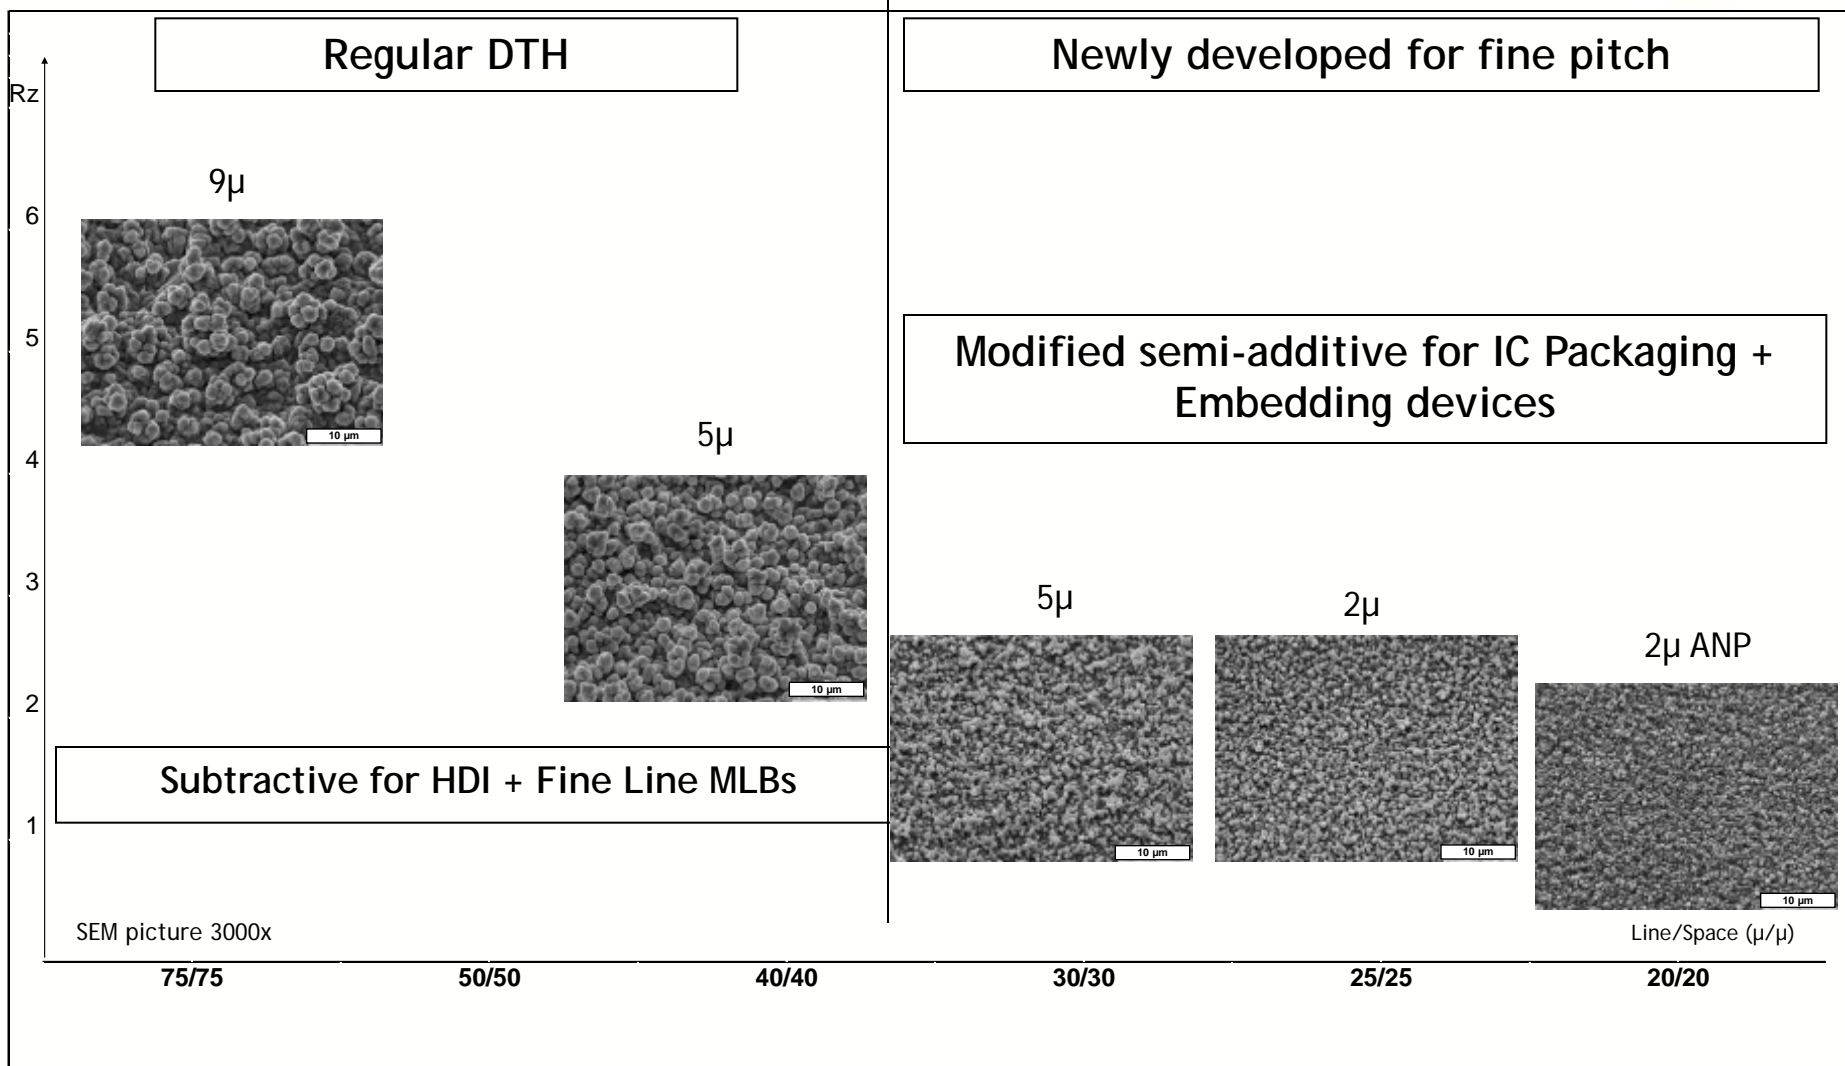 Regular DTH
Newly developed for fine pitch
Rz
9µ
6
5
Modified semi-additive for IC Packaging +
Embedding devices
10 µm
5µ
4
3
5µ
2µ
2µ ANP
10 µm
2
Subtractive for HDI + Fine Line MLBs
1
10 µm
10 µm
10 µm
SEM picture 3000x
Line/Space (µ/µ)
75/75
50/50
40/40
30/30
25/25
20/20